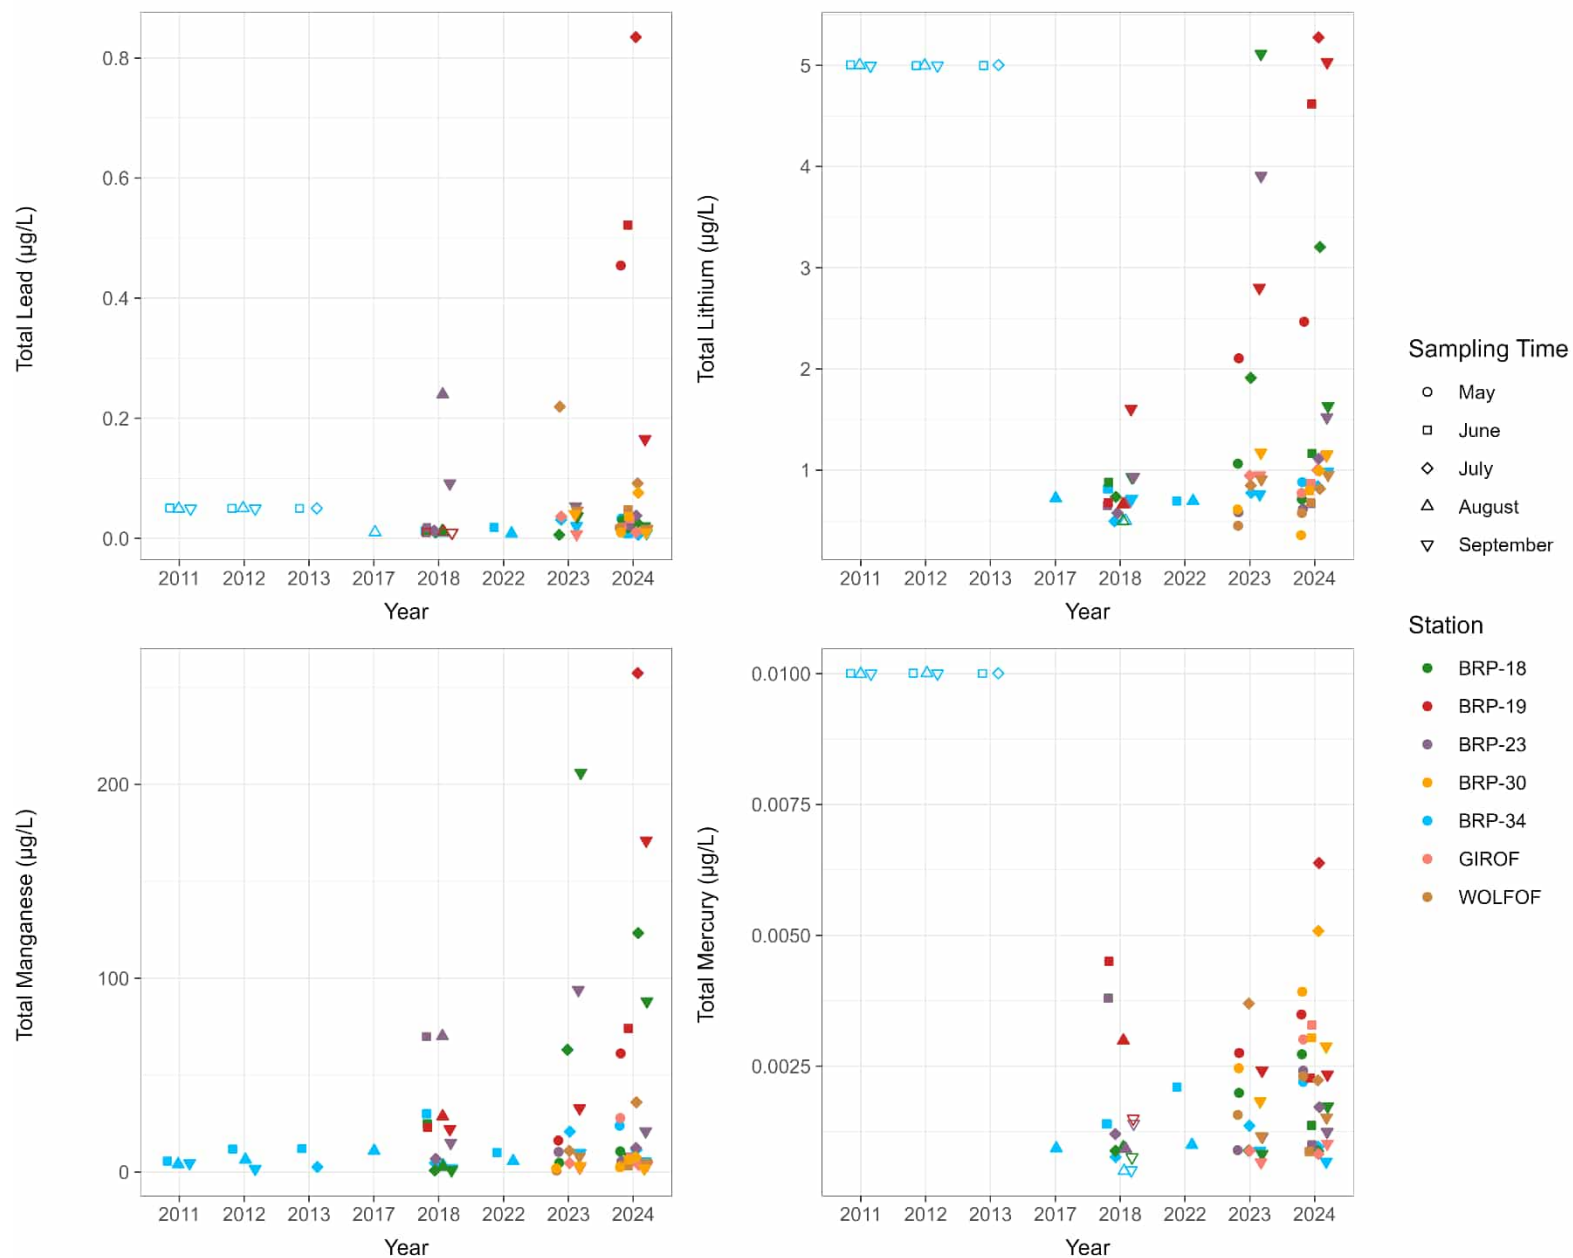 Total Lead (µg/L)
0.8
0.6
0.4
0.2
0.0
2011 2012 2013 2017 2018 2022 2023 2024
Year
Total Lithium (µg/L)
5
4
3
2
1
2011 2012 2013 2017 2018 2022 2023 2024
Year
Total Manganese (µg/L)
200
100
0
2011 2012 2013 2017 2018 2022 2023 2024
Year
Total Mercury (µg/L)
0.0100
0.0075
0.0050
0.0025
2011 2012 2013 2017 2018 2022 2023 2024
Year
Sampling Time
May
June
July
August
September
Station
BRP-18
BRP-19
BRP-23
BRP-30
BRP-34
GIROF
WOLFOF